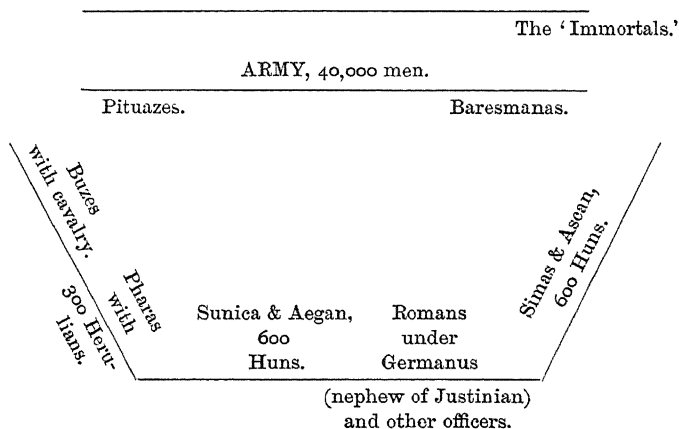 The ‘Immortals.’
ARMY, 40,000 men.
Pituazes.
Baresmanas.
Buzes
with cavalry.
Pharas
with
300 Heru-
lians.
Sunica & Aegan,
600
Huns.
Romans
under
Germanus
(nephew of Justinian)
and other officers.
Simas & Ascan,
600 Huns.